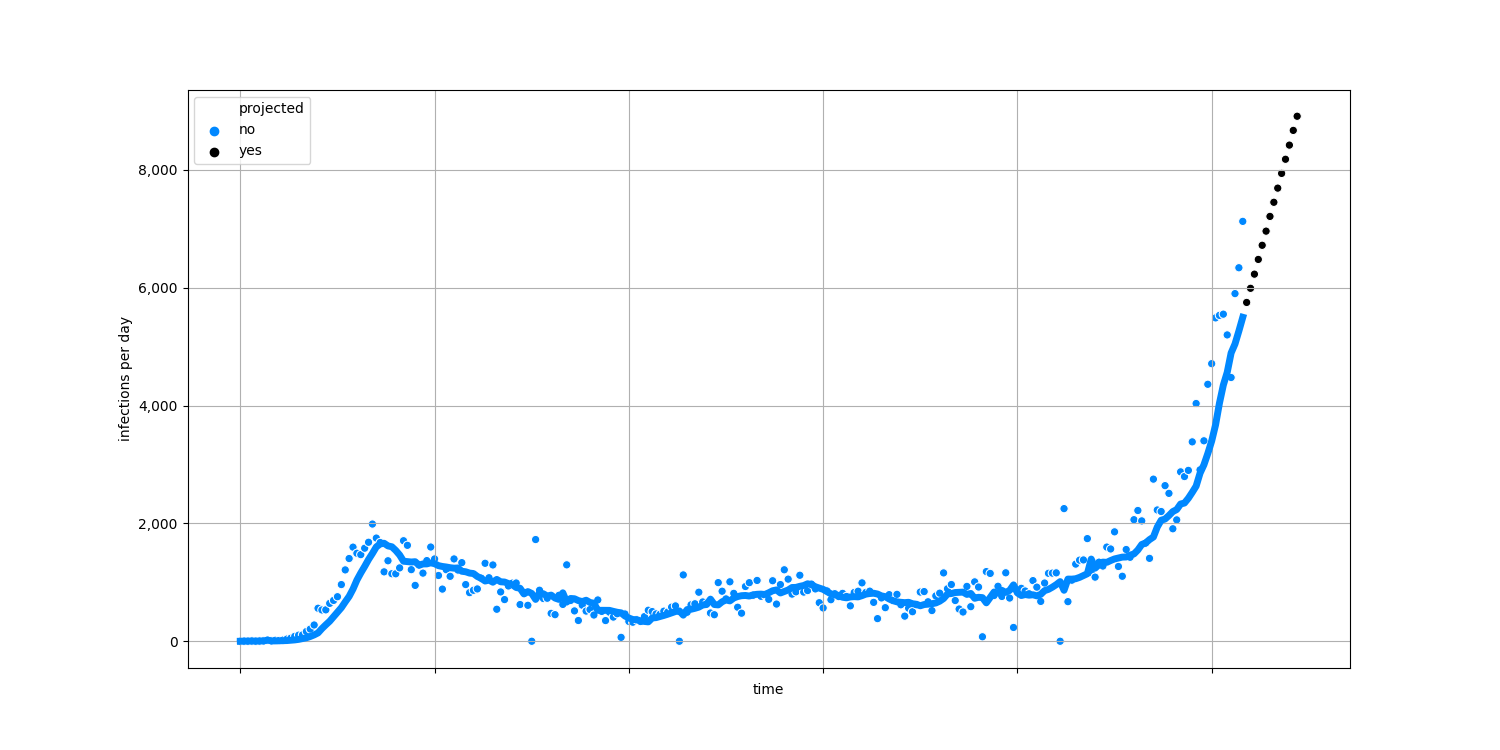 projected
no
yes
8,000
6,000
4,000
2,000
0
infections per day
time